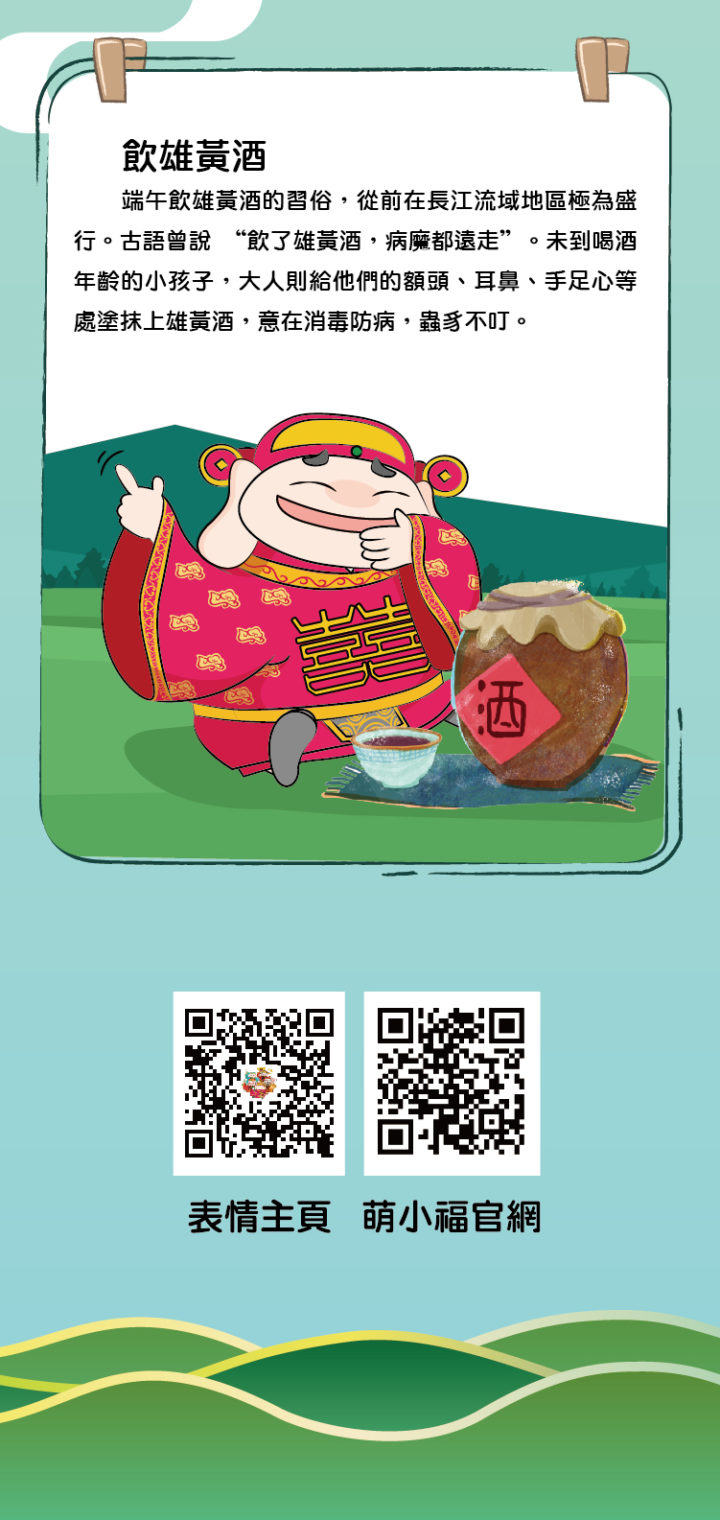 飲雄黃酒
端午飲雄黃酒的習俗，從前在長江流域地區極為盛
行。古語曾說 “飲了雄黃酒，病魔都遠走”。未到喝酒
年齡的小孩子，大人則給他們的額頭、耳鼻、手足心等
處塗抹上雄黃酒，意在消毒防病，蟲豸不叮。
囍
酒
表情主頁 萌小福官網